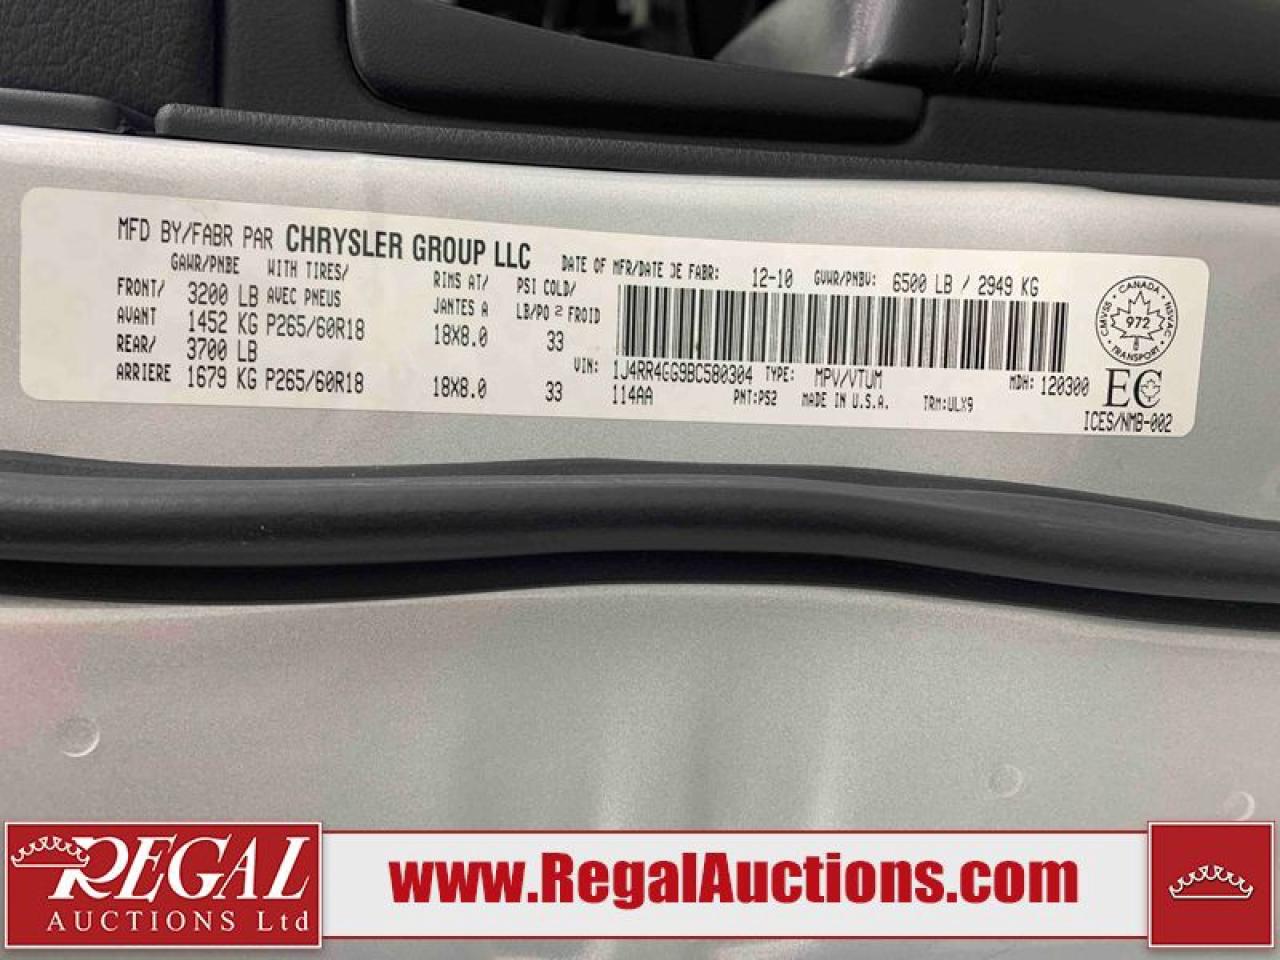 MFD BY/FABR PAR CHRYSLER GROUP LLC DATE OF MFR/DATE DE FABR: 12-10 GVWR/PNBV: 6500 LB / 2949 KG
GAWR/PNBE WITH TIRES/ RIMS AT/ PSI COLD/
FRONT/ 3200 LB AVEC PNEUS JANTES A LB/PO 2 FROID
AVANT 1452 KG P265/60R18 18X8.0 33
REAR/ 3700 LB
ARRIERE 1679 KG P265/60R18 18X8.0 33
VIN: 1J4RR4GG9BC580304 TYPE: MPV/VTUM MDH: 120300
114AA PNT:PS2 MADE IN U.S.A. TRM:ULX9
CANADA
CMVSS NSVAC
972
TRANSPORT
EC
ICES/NMB-002
REGAL
AUCTIONS Ltd
www.RegalAuctions.com